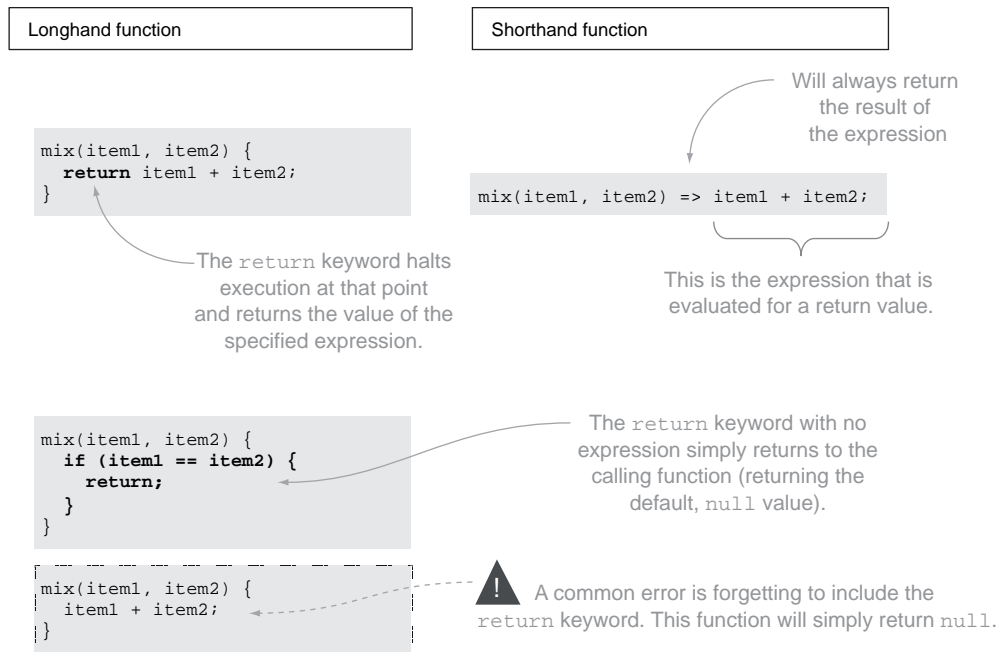 Longhand function
Shorthand function
Will always return
the result of
the expression
mix(item1, item2) {
return item1 + item2;
}
mix(item1, item2) => item1 + item2;
The return keyword halts
execution at that point
and returns the value of the
specified expression.
This is the expression that is
evaluated for a return value.
mix(item1, item2) {
if (item1 == item2) {
return;
}
}
The return keyword with no
expression simply returns to the
calling function (returning the
default, null value).
mix(item1, item2) {
item1 + item2;
}
!
A common error is forgetting to include the
return keyword. This function will simply return null.